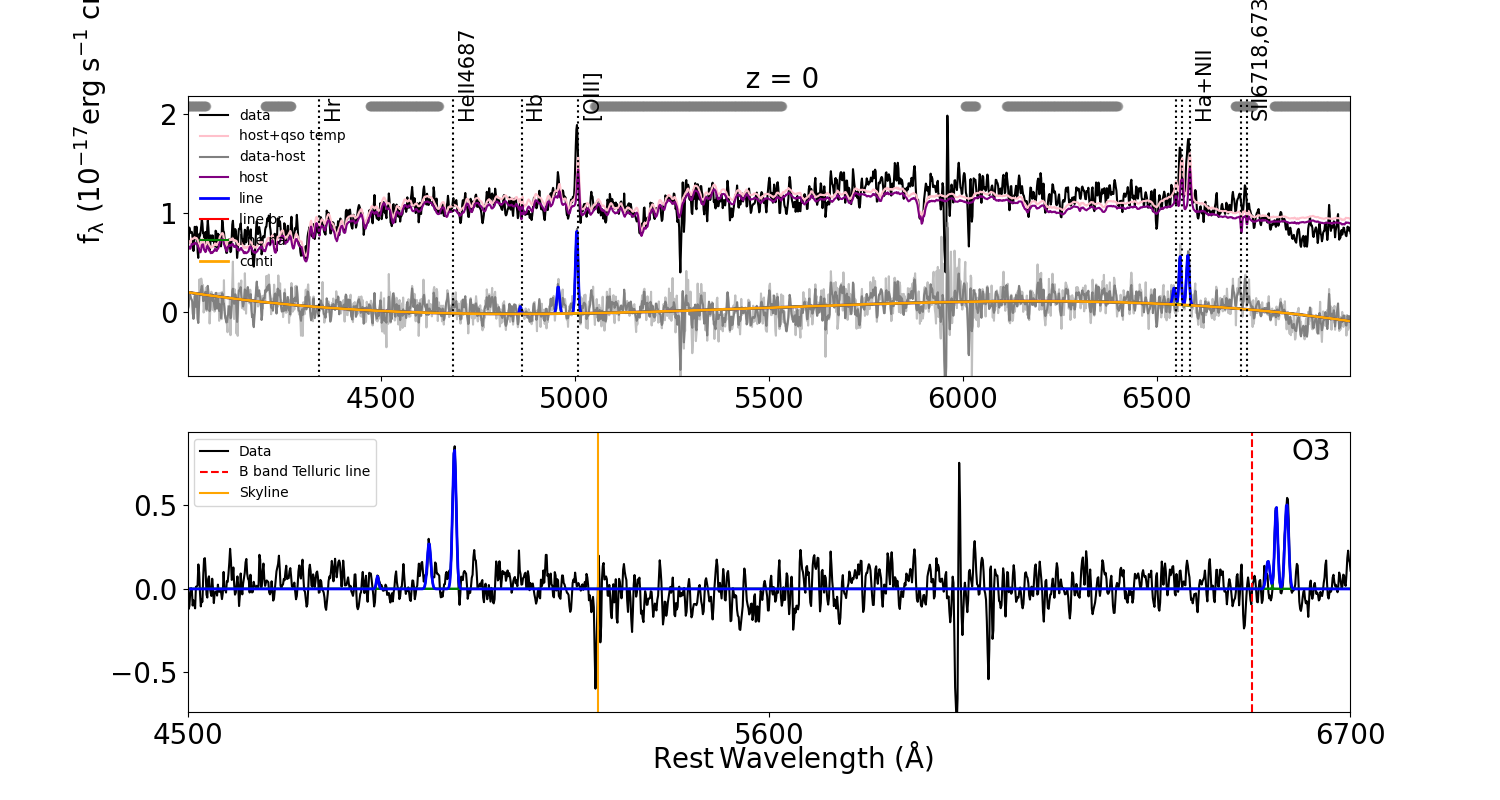 z = 0
f_λ (10^−17 erg s^−1 c
Hr
HeII4687
Hb
[OIII]
Ha+NII
SII6718,673
data
host+qso temp
data-host
host
line
line br
conti
2
1
0
4500 5000 5500 6000 6500
Data
B band Telluric line
Skyline
O3
0.5
0.0
−0.5
4500 5600 6700
Rest Wavelength (Å)